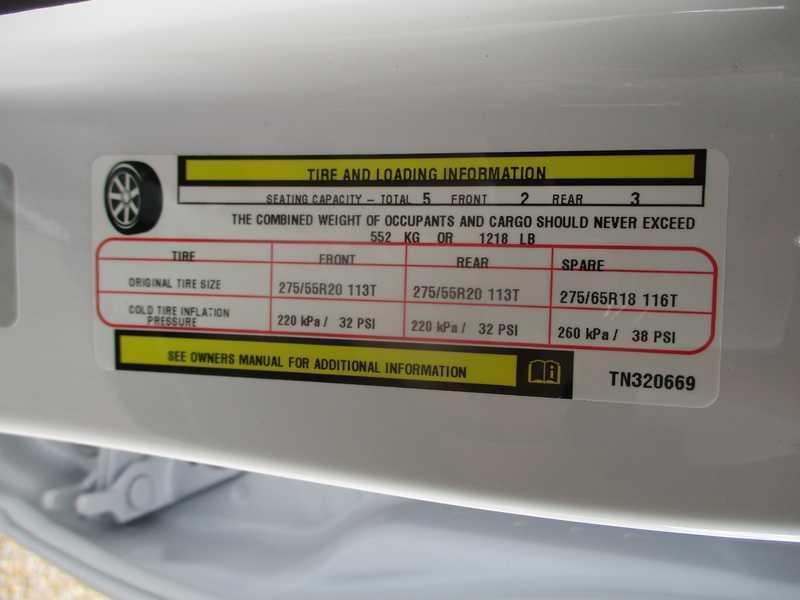 TIRE AND LOADING INFORMATION
SEATING CAPACITY – TOTAL 5 FRONT 2 REAR 3
THE COMBINED WEIGHT OF OCCUPANTS AND CARGO SHOULD NEVER EXCEED
552 KG OR 1218 LB
TIRE FRONT REAR SPARE
ORIGINAL TIRE SIZE 275/55R20 113T 275/55R20 113T 275/65R18 116T
COLD TIRE INFLATION
PRESSURE 220 kPa / 32 PSI 220 kPa / 32 PSI 260 kPa / 38 PSI
SEE OWNERS MANUAL FOR ADDITIONAL INFORMATION i
TN320669